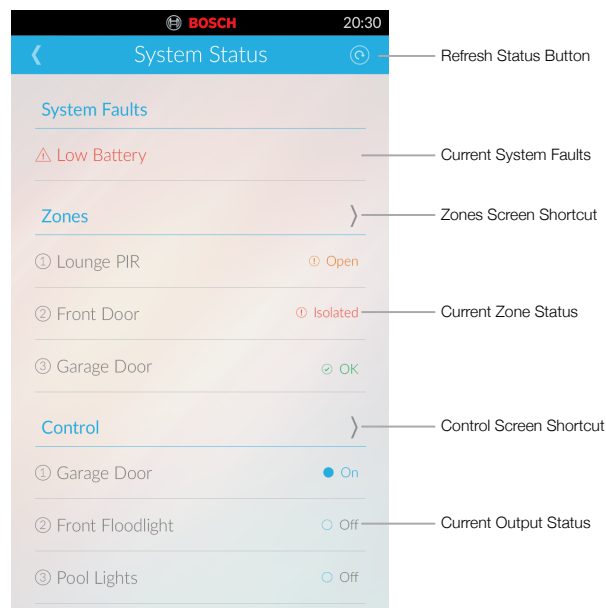 BOSCH 20:30
System Status Refresh Status Button
System Faults
Low Battery Current System Faults
Zones Zones Screen Shortcut
1 Lounge PIR Open
2 Front Door Isolated Current Zone Status
3 Garage Door OK
Control Control Screen Shortcut
1 Garage Door On
2 Front Floodlight Off Current Output Status
3 Pool Lights Off